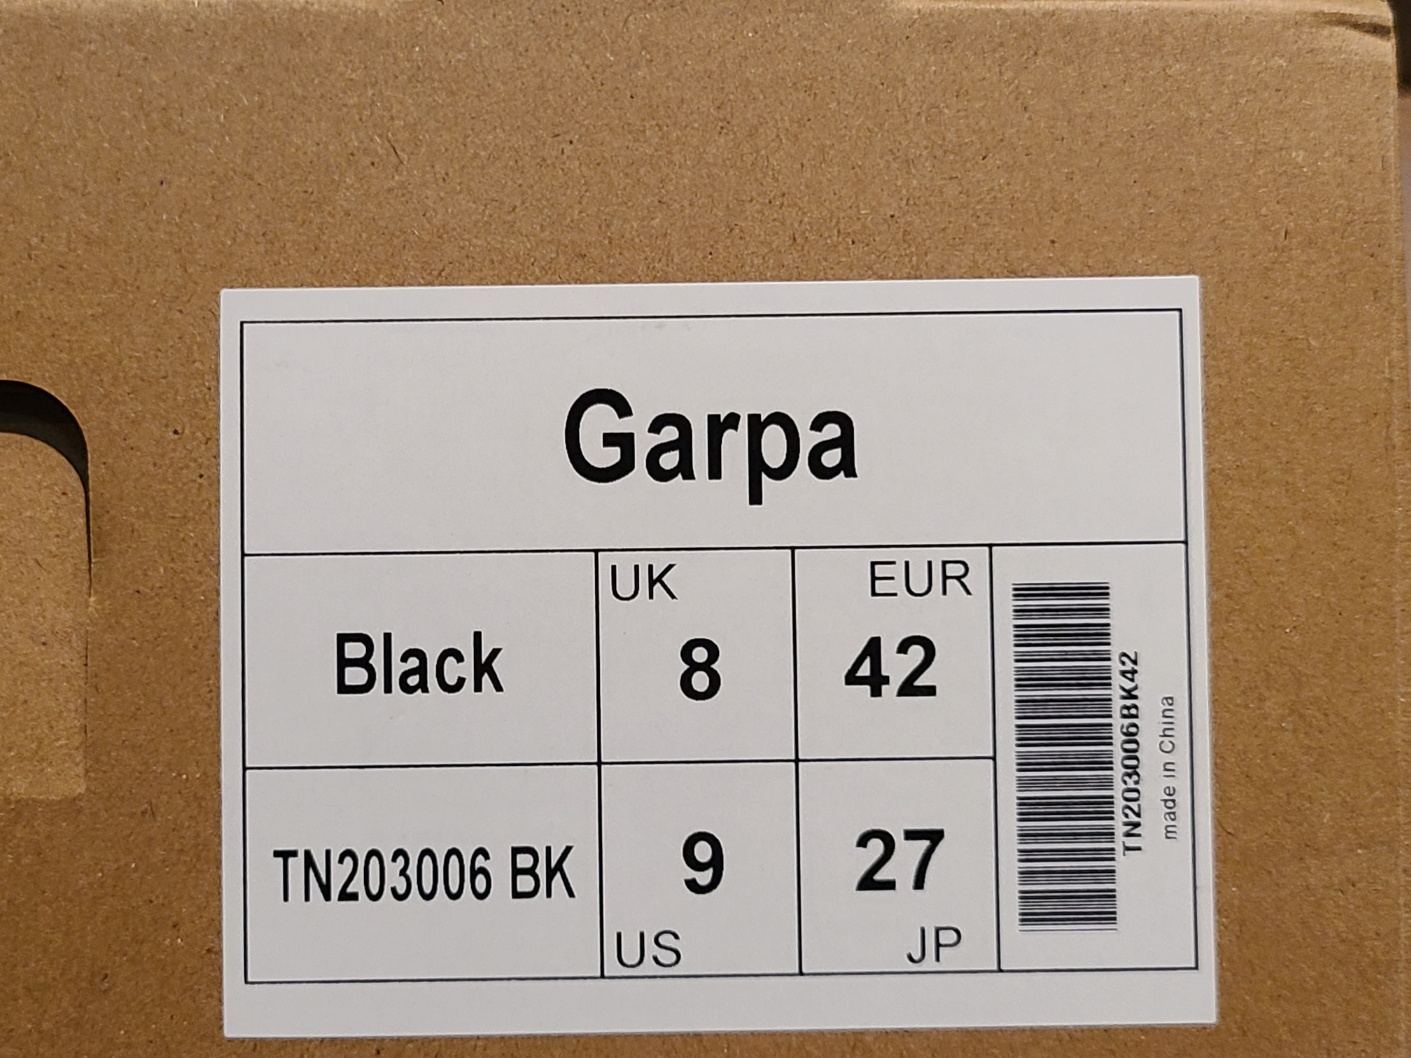 Garpa
Black
UK
8
EUR
42
TN203006 BK
9
US
27
JP
TN203006BK42
made in China